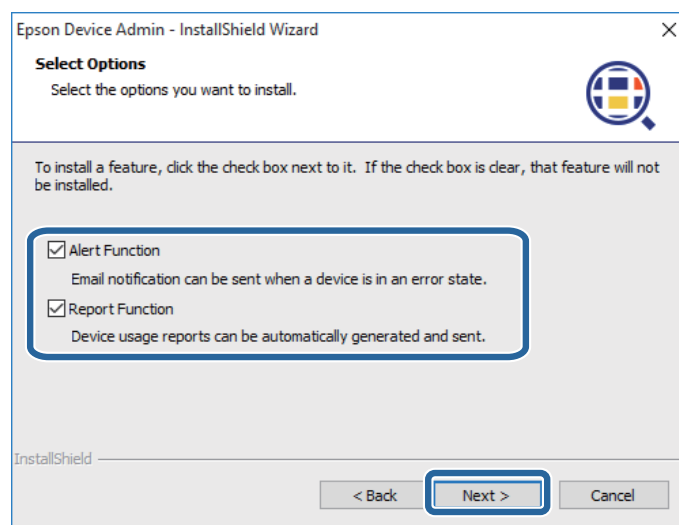 Epson Device Admin - InstallShield Wizard
Select Options
Select the options you want to install.
To install a feature, click the check box next to it. If the check box is clear, that feature will not
be installed.
Alert Function
Email notification can be sent when a device is in an error state.
Report Function
Device usage reports can be automatically generated and sent.
InstallShield
< Back
Next >
Cancel